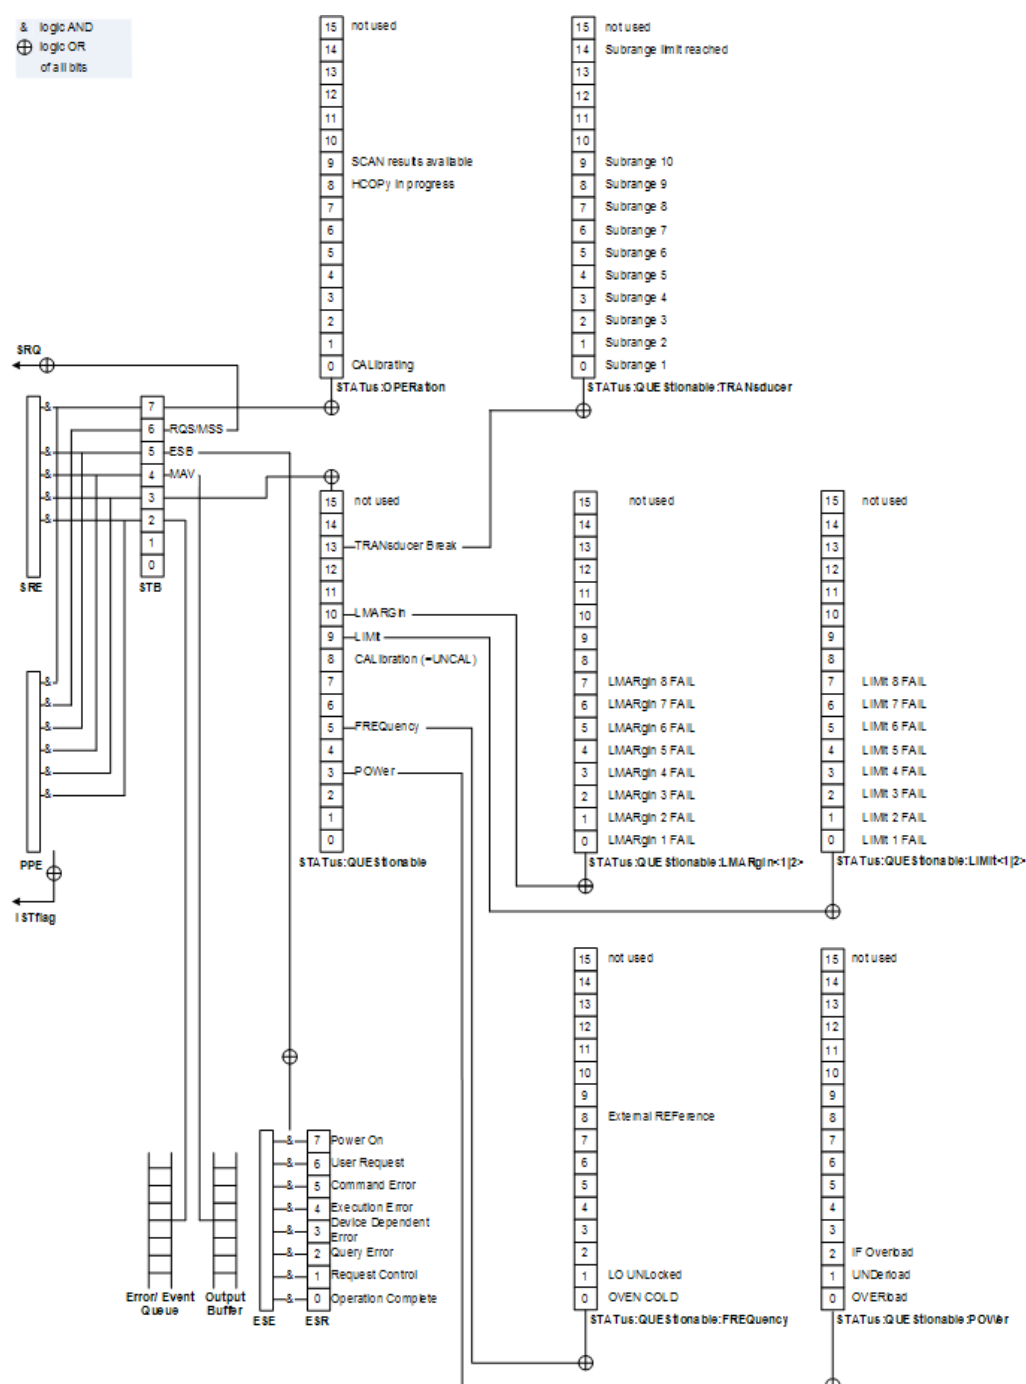 & logic AND
logic OR
of all bits
15 not used
14
13
12
11
10
9 SCAN results available
8 HCOPy in progress
7
6
5
4
3
2
1
0 CALibrating
STATus:OPERation
15 not used
14 Subrange limit reached
13
12
11
10
9 Subrange 10
8 Subrange 9
7 Subrange 8
6 Subrange 7
5 Subrange 6
4 Subrange 5
3 Subrange 4
2 Subrange 3
1 Subrange 2
0 Subrange 1
STATus:QUEStionable:TRANsducer
SRQ
& 7
6 RQS/MSS
& 5 ESB
& 4 MAV
& 3
& 2
1
0
SRE
STB
15 not used
14
13 TRANsducer Break
12
11
10 LMARGin
9 LIMit
8 CALibration (=UNCAL)
7
6
5 FREQuency
4
3 POWer
2
1
0
STATus:QUEStionable
15 not used
14
13
12
11
10
9
8
7 LMARgin 8 FAIL
6 LMARgin 7 FAIL
5 LMARgin 6 FAIL
4 LMARgin 5 FAIL
3 LMARgin 4 FAIL
2 LMARgin 3 FAIL
1 LMARgin 2 FAIL
0 LMARgin 1 FAIL
STATus:QUEStionable:LMARgin<1|2>
15 not used
14
13
12
11
10
9
8
7 LIMit 8 FAIL
6 LIMit 7 FAIL
5 LIMit 6 FAIL
4 LIMit 5 FAIL
3 LIMit 4 FAIL
2 LIMit 3 FAIL
1 LIMit 2 FAIL
0 LIMit 1 FAIL
STATus:QUEStionable:LIMit<1|2>
&
&
&
&
&
&
PPE
ISTflag
15 not used
14
13
12
11
10
9
8 External REFerence
7
6
5
4
3
2
1 LO UNLocked
0 OVEN COLD
STATus:QUEStionable:FREQuency
15 not used
14
13
12
11
10
9
8
7
6
5
4
3
2 IF Overload
1 UNDerload
0 OVERload
STATus:QUEStionable:POWer
& 7 Power On
& 6 User Request
& 5 Command Error
& 4 Execution Error
& 3 Device Dependent
Error
& 2 Query Error
& 1 Request Control
& 0 Operation Complete
ESE
ESR
Error/ Event
Queue
Output
Buffer